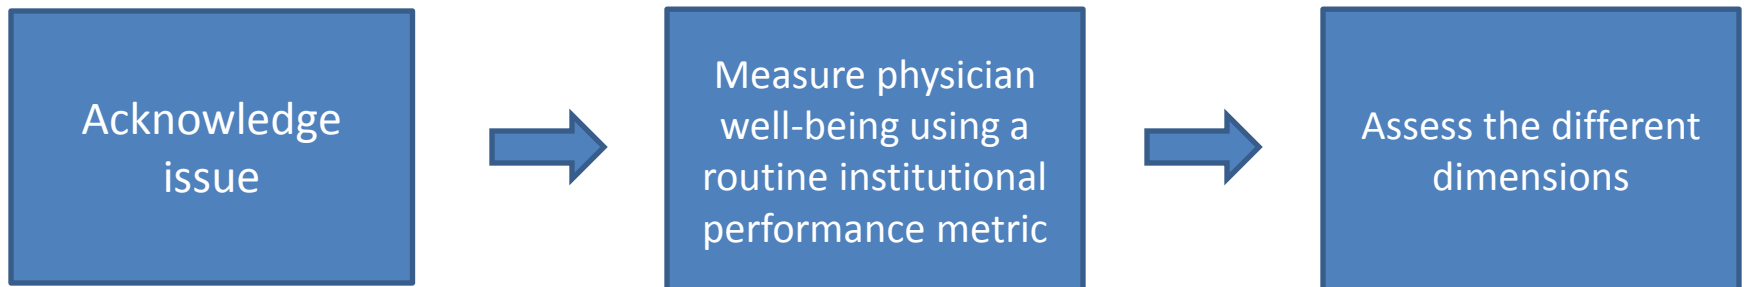 Acknowledge
issue
Measure physician
well-being using a
routine institutional
performance metric
Assess the different
dimensions